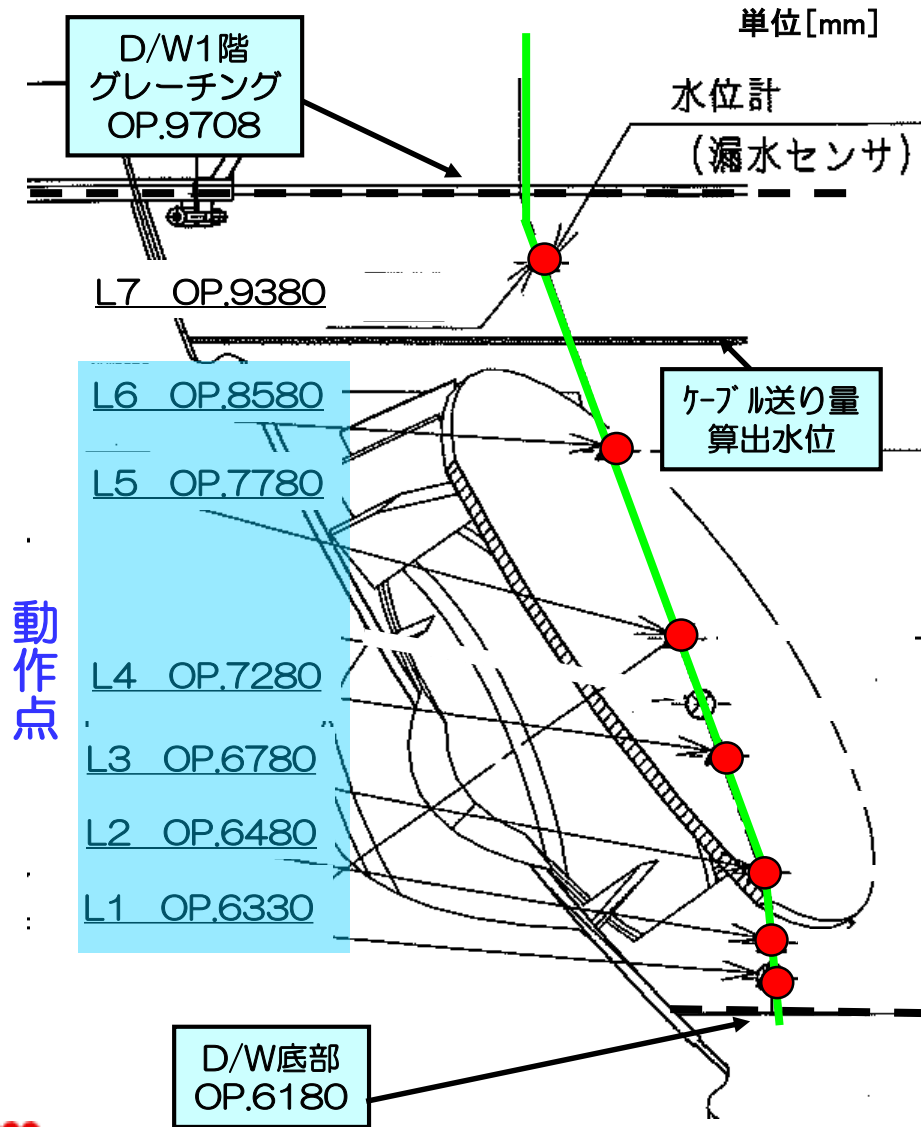 単位[mm]
D/W1階
グレーチング
OP.9708
水位計
(漏水センサ)
L7 OP.9380
L6 OP.8580
ケーブル送り量
算出水位
L5 OP.7780
動作点
L4 OP.7280
L3 OP.6780
L2 OP.6480
L1 OP.6330
D/W底部
OP.6180